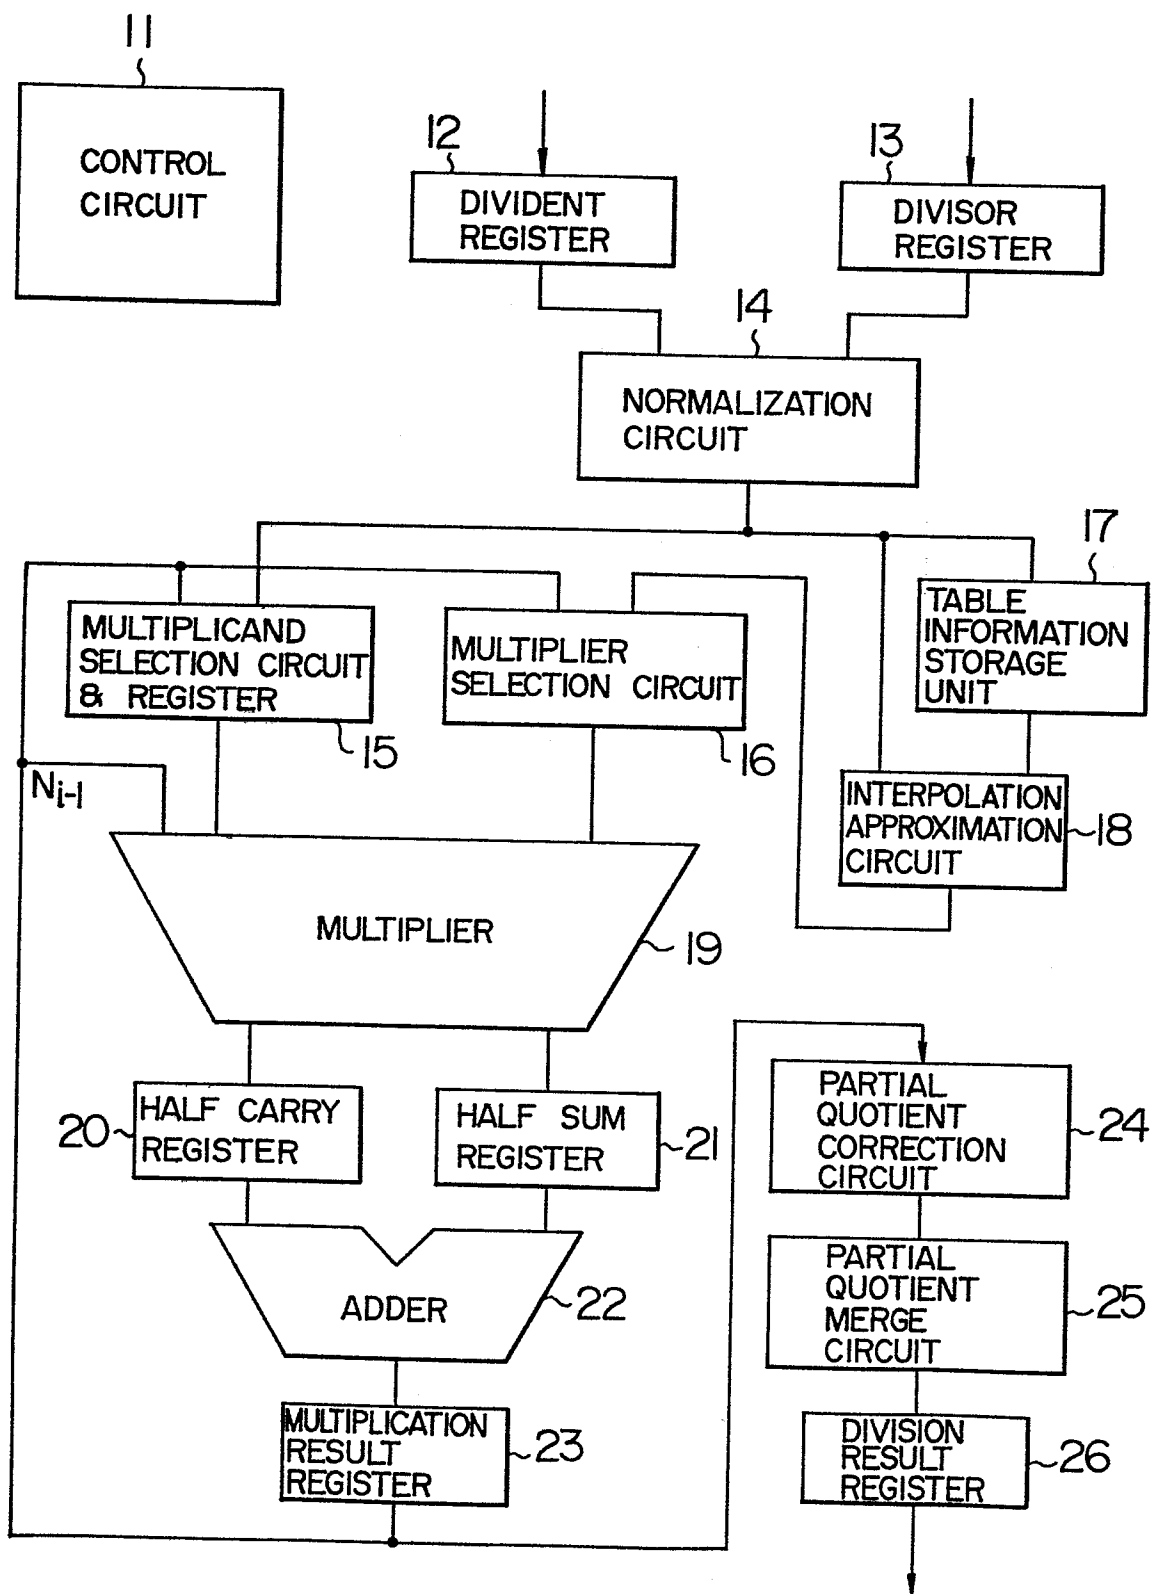 11
CONTROL
CIRCUIT
12
DIVIDENT
REGISTER
13
DIVISOR
REGISTER
14
NORMALIZATION
CIRCUIT
MULTIPLICAND
SELECTION CIRCUIT
& REGISTER
15
MULTIPLIER
SELECTION CIRCUIT
16
17
TABLE
INFORMATION
STORAGE
UNIT
Ni-1
INTERPOLATION
APPROXIMATION
CIRCUIT
18
MULTIPLIER
19
20
HALF CARRY
REGISTER
HALF SUM
REGISTER
21
PARTIAL
QUOTIENT
CORRECTION
CIRCUIT
24
ADDER
22
PARTIAL
QUOTIENT
MERGE
CIRCUIT
25
MULTIPLICATION
RESULT
REGISTER
23
DIVISION
RESULT
REGISTER
26